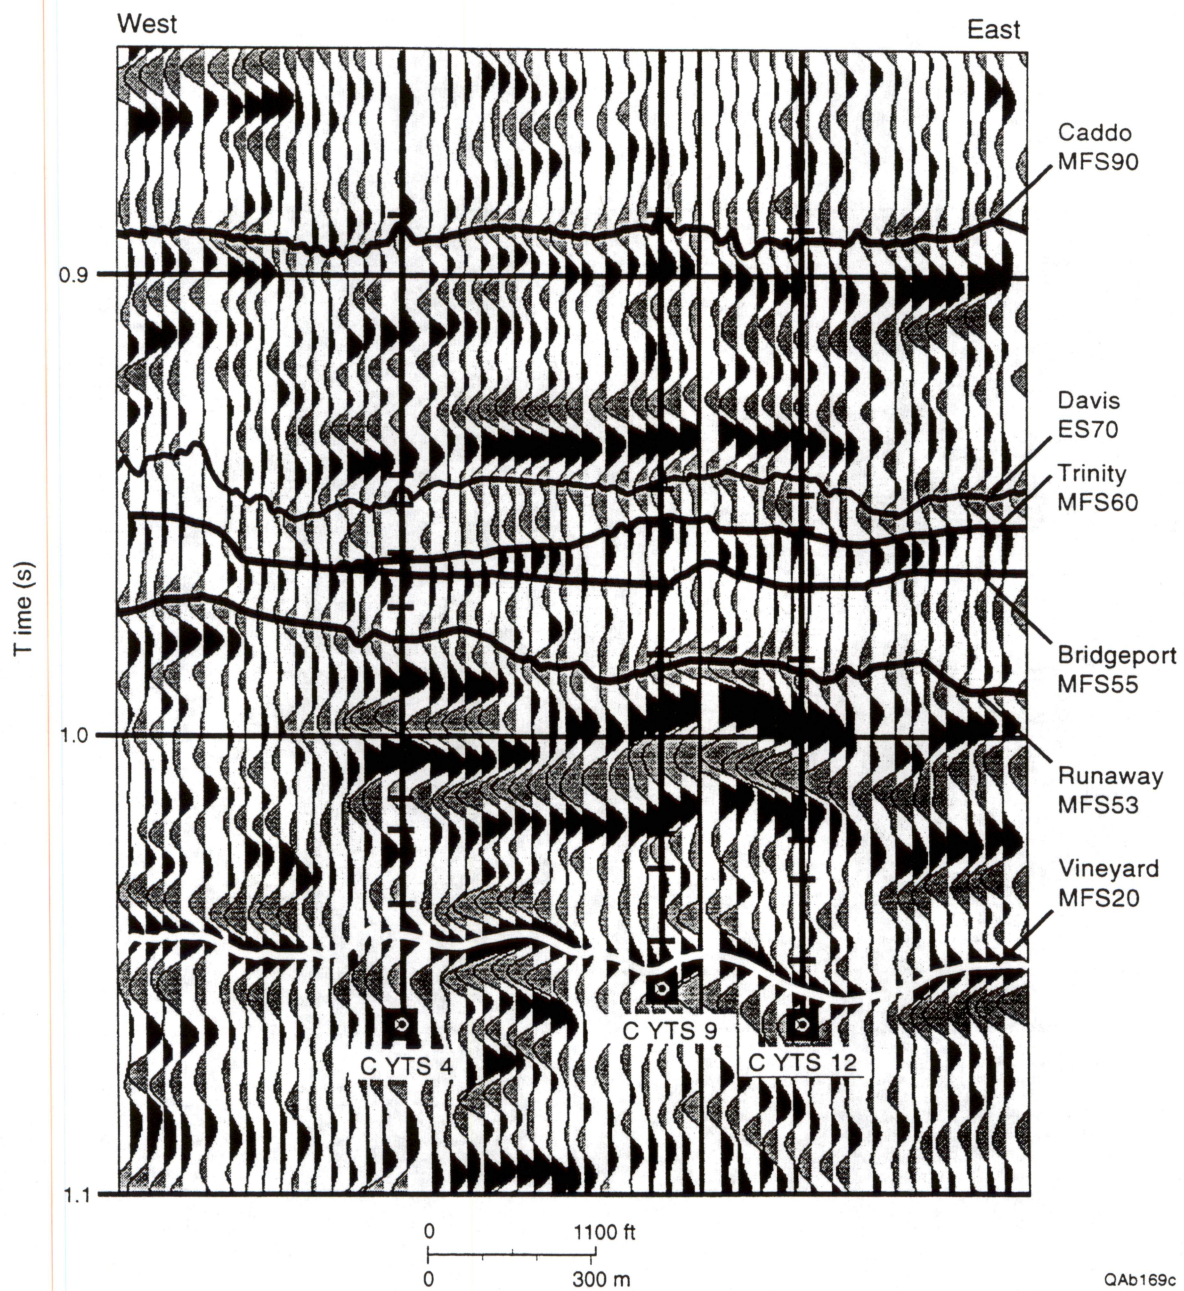 West
East
Caddo
MFS90
0.9
Davis
ES70
Trinity
MFS60
Time (s)
Bridgeport
MFS55
1.0
Runaway
MFS53
Vineyard
MFS20
C YTS 9
C YTS 4
C YTS 12
1.1
0 1100 ft
0 300 m
QAb169c